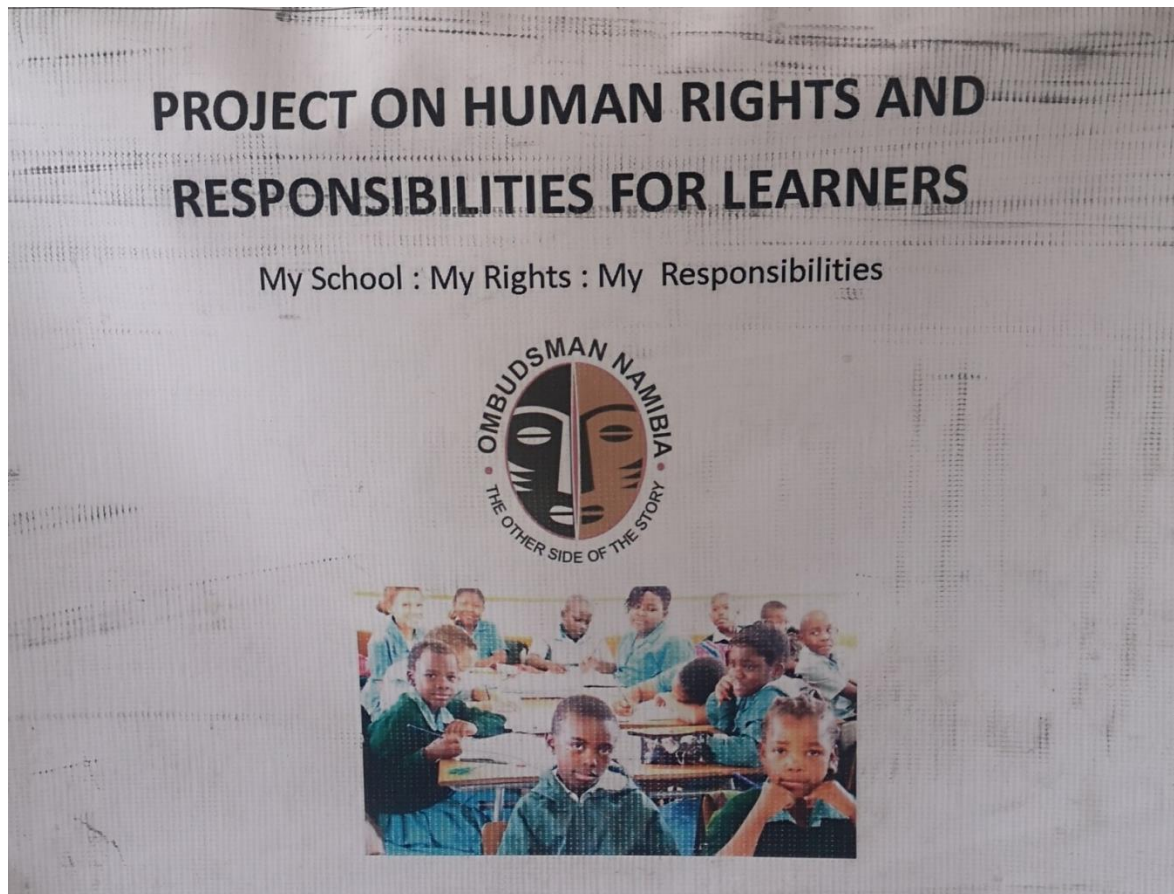 PROJECT ON HUMAN RIGHTS AND
RESPONSIBILITIES FOR LEARNERS
My School : My Rights : My Responsibilities
OMBUDSMAN NAMIBIA
THE OTHER SIDE OF THE STORY